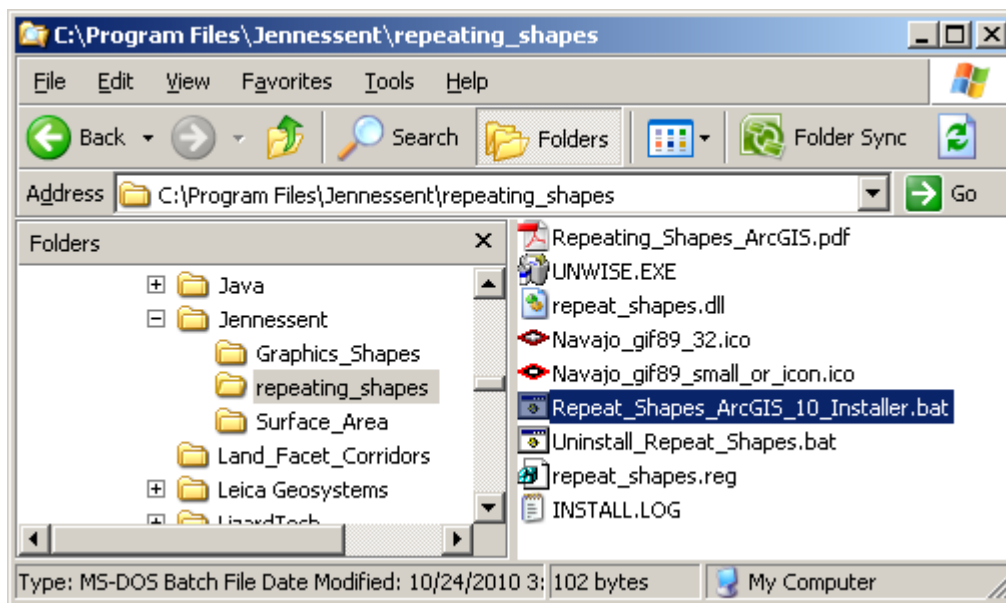 C:\Program Files\Jennessent\repeating_shapes
File Edit View Favorites Tools Help
Back Search Folders Folder Sync
Address C:\Program Files\Jennessent\repeating_shapes Go
Folders
Java
Jennessent
Graphics_Shapes
repeating_shapes
Surface_Area
Land_Facet_Corridors
Leica Geosystems
LizardTech
Repeating_Shapes_ArcGIS.pdf
UNWISE.EXE
repeat_shapes.dll
Navajo_gif89_32.ico
Navajo_gif89_small_or_icon.ico
Repeat_Shapes_ArcGIS_10_Installer.bat
Uninstall_Repeat_Shapes.bat
repeat_shapes.reg
INSTALL.LOG
Type: MS-DOS Batch File Date Modified: 10/24/2010 3: 102 bytes My Computer